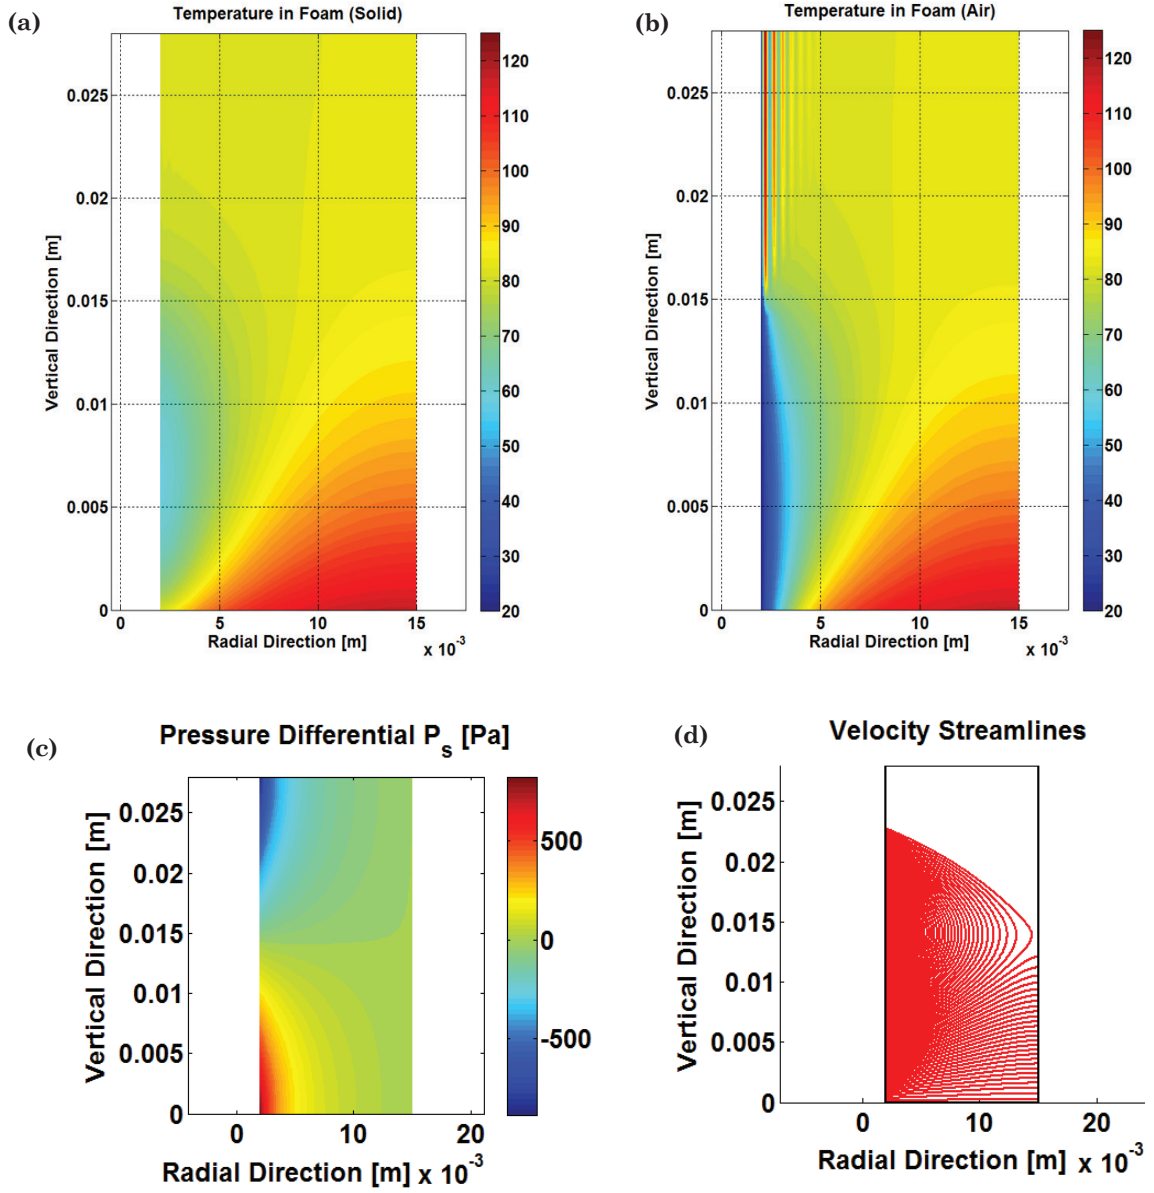 (a)
Temperature in Foam (Solid)
Vertical Direction [m]
0.025
0.02
0.015
0.01
0.005
0
0 5 10 15
Radial Direction [m]
x 10-3
120
110
100
90
80
70
60
50
40
30
20
(b)
Temperature in Foam (Air)
Vertical Direction [m]
0.025
0.02
0.015
0.01
0.005
0
0 5 10 15
Radial Direction [m]
x 10-3
120
110
100
90
80
70
60
50
40
30
20
(c)
Pressure Differential Ps [Pa]
Vertical Direction [m]
0.025
0.02
0.015
0.01
0.005
0
0 10 20
Radial Direction [m] x 10-3
500
0
-500
(d)
Velocity Streamlines
Vertical Direction [m]
0.025
0.02
0.015
0.01
0.005
0
0 10 20
Radial Direction [m] x 10-3